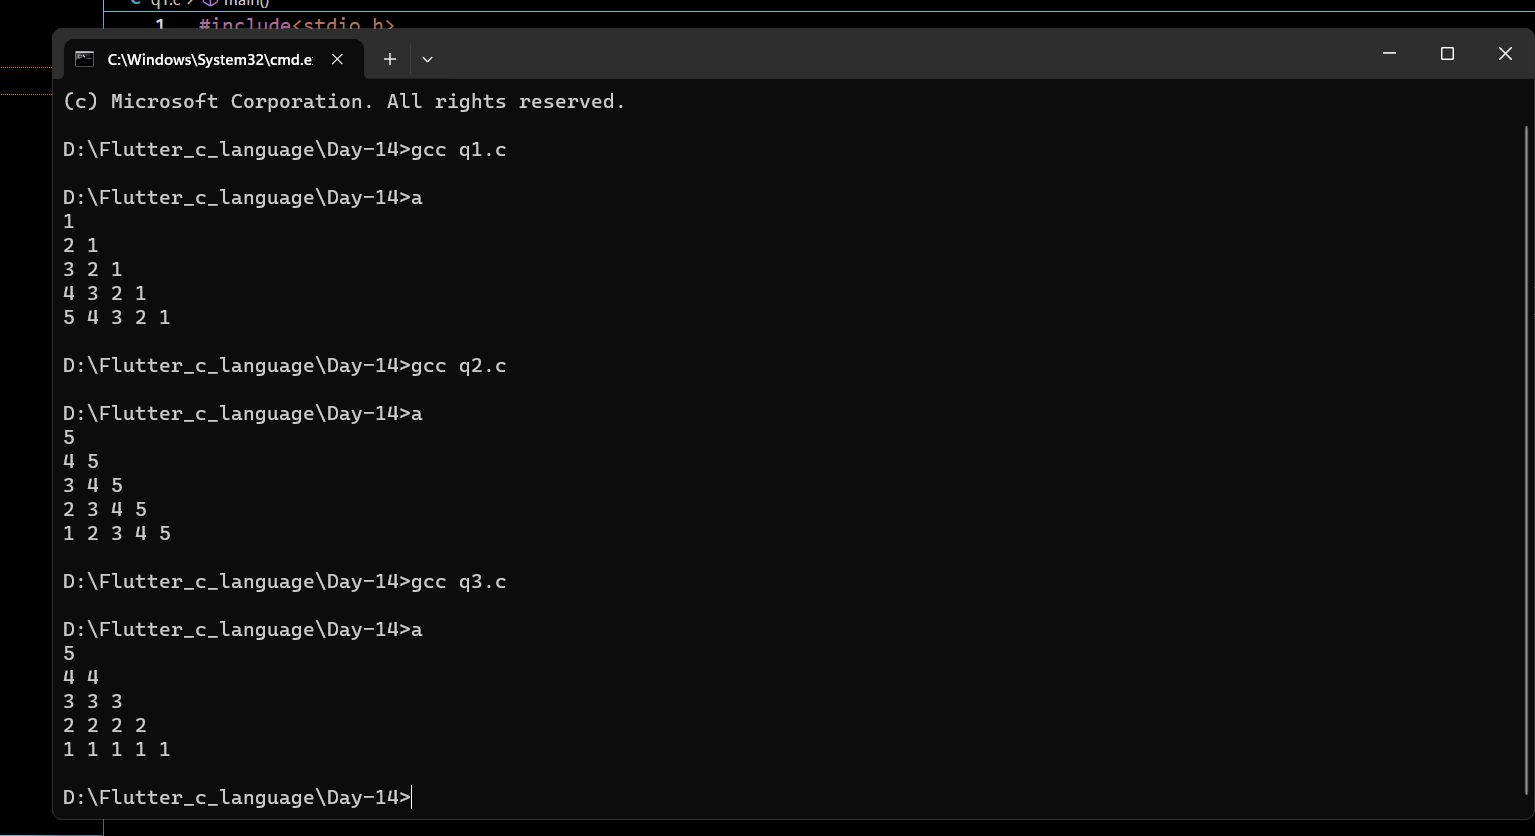 q1.c > main()
1 #include<stdio.h>
C:\Windows\System32\cmd.e
(c) Microsoft Corporation. All rights reserved.
D:\Flutter_c_language\Day-14>gcc q1.c
D:\Flutter_c_language\Day-14>a
1
2 1
3 2 1
4 3 2 1
5 4 3 2 1
D:\Flutter_c_language\Day-14>gcc q2.c
D:\Flutter_c_language\Day-14>a
5
4 5
3 4 5
2 3 4 5
1 2 3 4 5
D:\Flutter_c_language\Day-14>gcc q3.c
D:\Flutter_c_language\Day-14>a
5
4 4
3 3 3
2 2 2 2
1 1 1 1 1
D:\Flutter_c_language\Day-14>